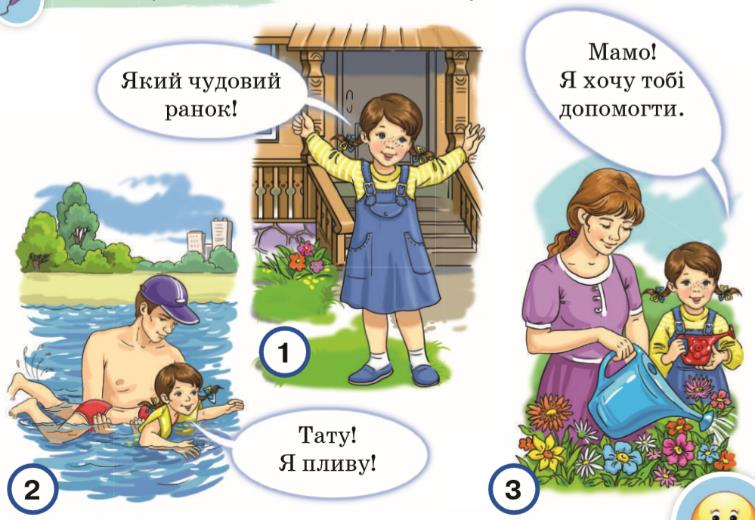 Який чудовий
ранок!
1
Тату!
Я пливу!
2
Мамо!
Я хочу тобі
допомогти.
3